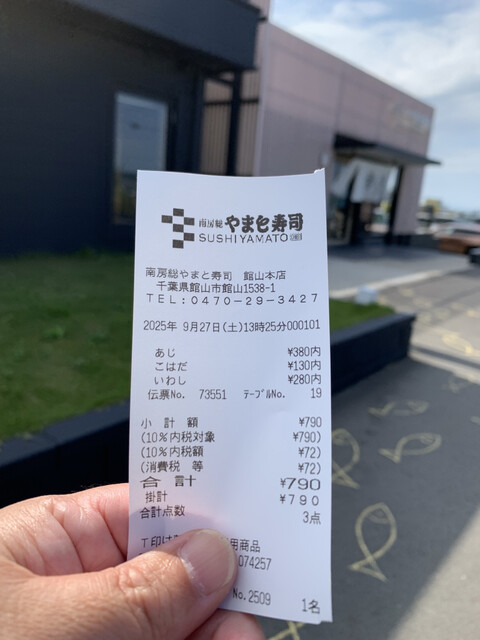 南房総 やまと寿司
SUSHI YAMATO
南房総やまと寿司 館山本店
千葉県館山市館山1538-1
TEL:0470-29-3427
2025年 9月27日(土)13時25分000101
あじ ¥380内
こはだ ¥130内
いわし ¥280内
伝票No. 73551 テーブルNo. 19
小計額 ¥790
(10%内税対象 ¥790)
(10%内税額 ¥72)
(消費税 等 ¥72)
合計 ¥790
掛計 ¥790
合計点数 3点
T印は 用商品
074257
No.2509 1名